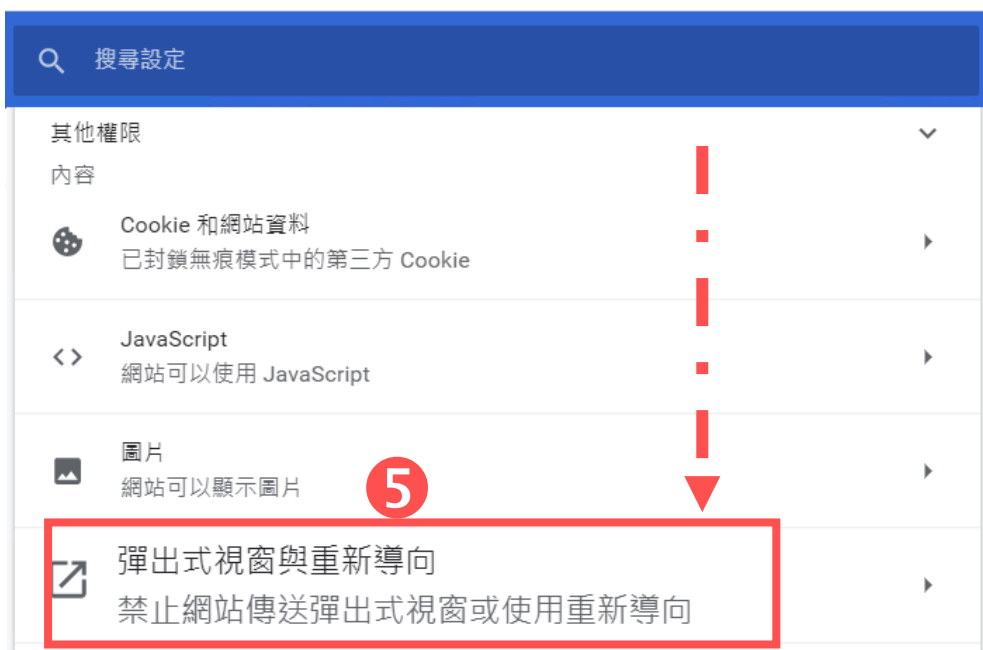 搜尋設定
其他權限
內容
Cookie 和網站資料
已封鎖無痕模式中的第三方 Cookie
JavaScript
網站可以使用 JavaScript
圖片
網站可以顯示圖片
5
彈出式視窗與重新導向
禁止網站傳送彈出式視窗或使用重新導向